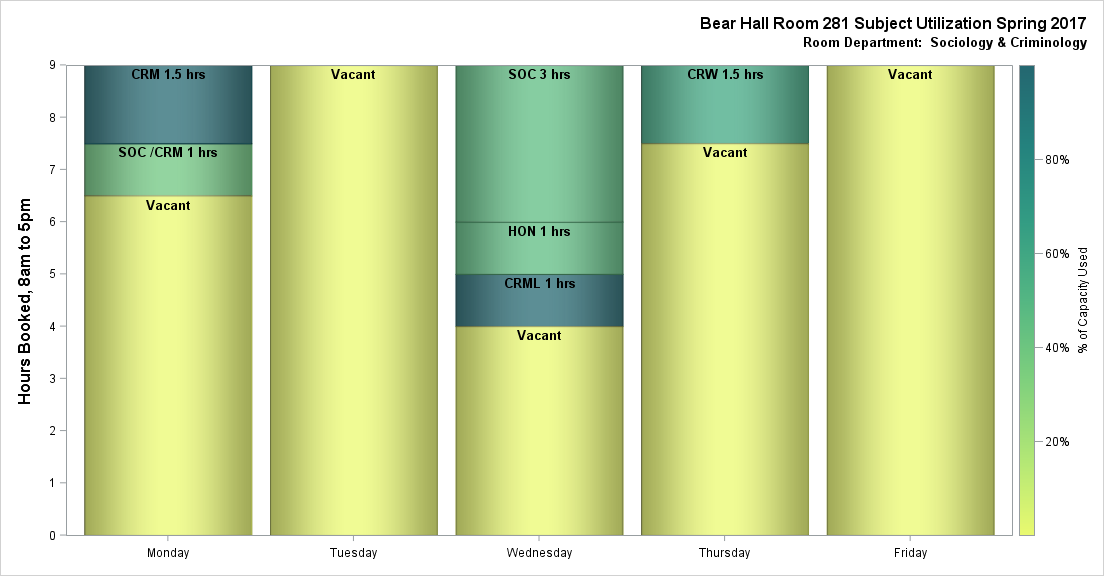 Bear Hall Room 281 Subject Utilization Spring 2017
Room Department:  Sociology & Criminology
Hours Booked, 8am to 5pm
9
8
7
6
5
4
3
2
1
0
CRM 1.5 hrs
SOC /CRM 1 hrs
Vacant
Vacant
SOC 3 hrs
HON 1 hrs
CRML 1 hrs
Vacant
CRW 1.5 hrs
Vacant
Vacant
Monday
Tuesday
Wednesday
Thursday
Friday
80%
60%
40%
20%
% of Capacity Used